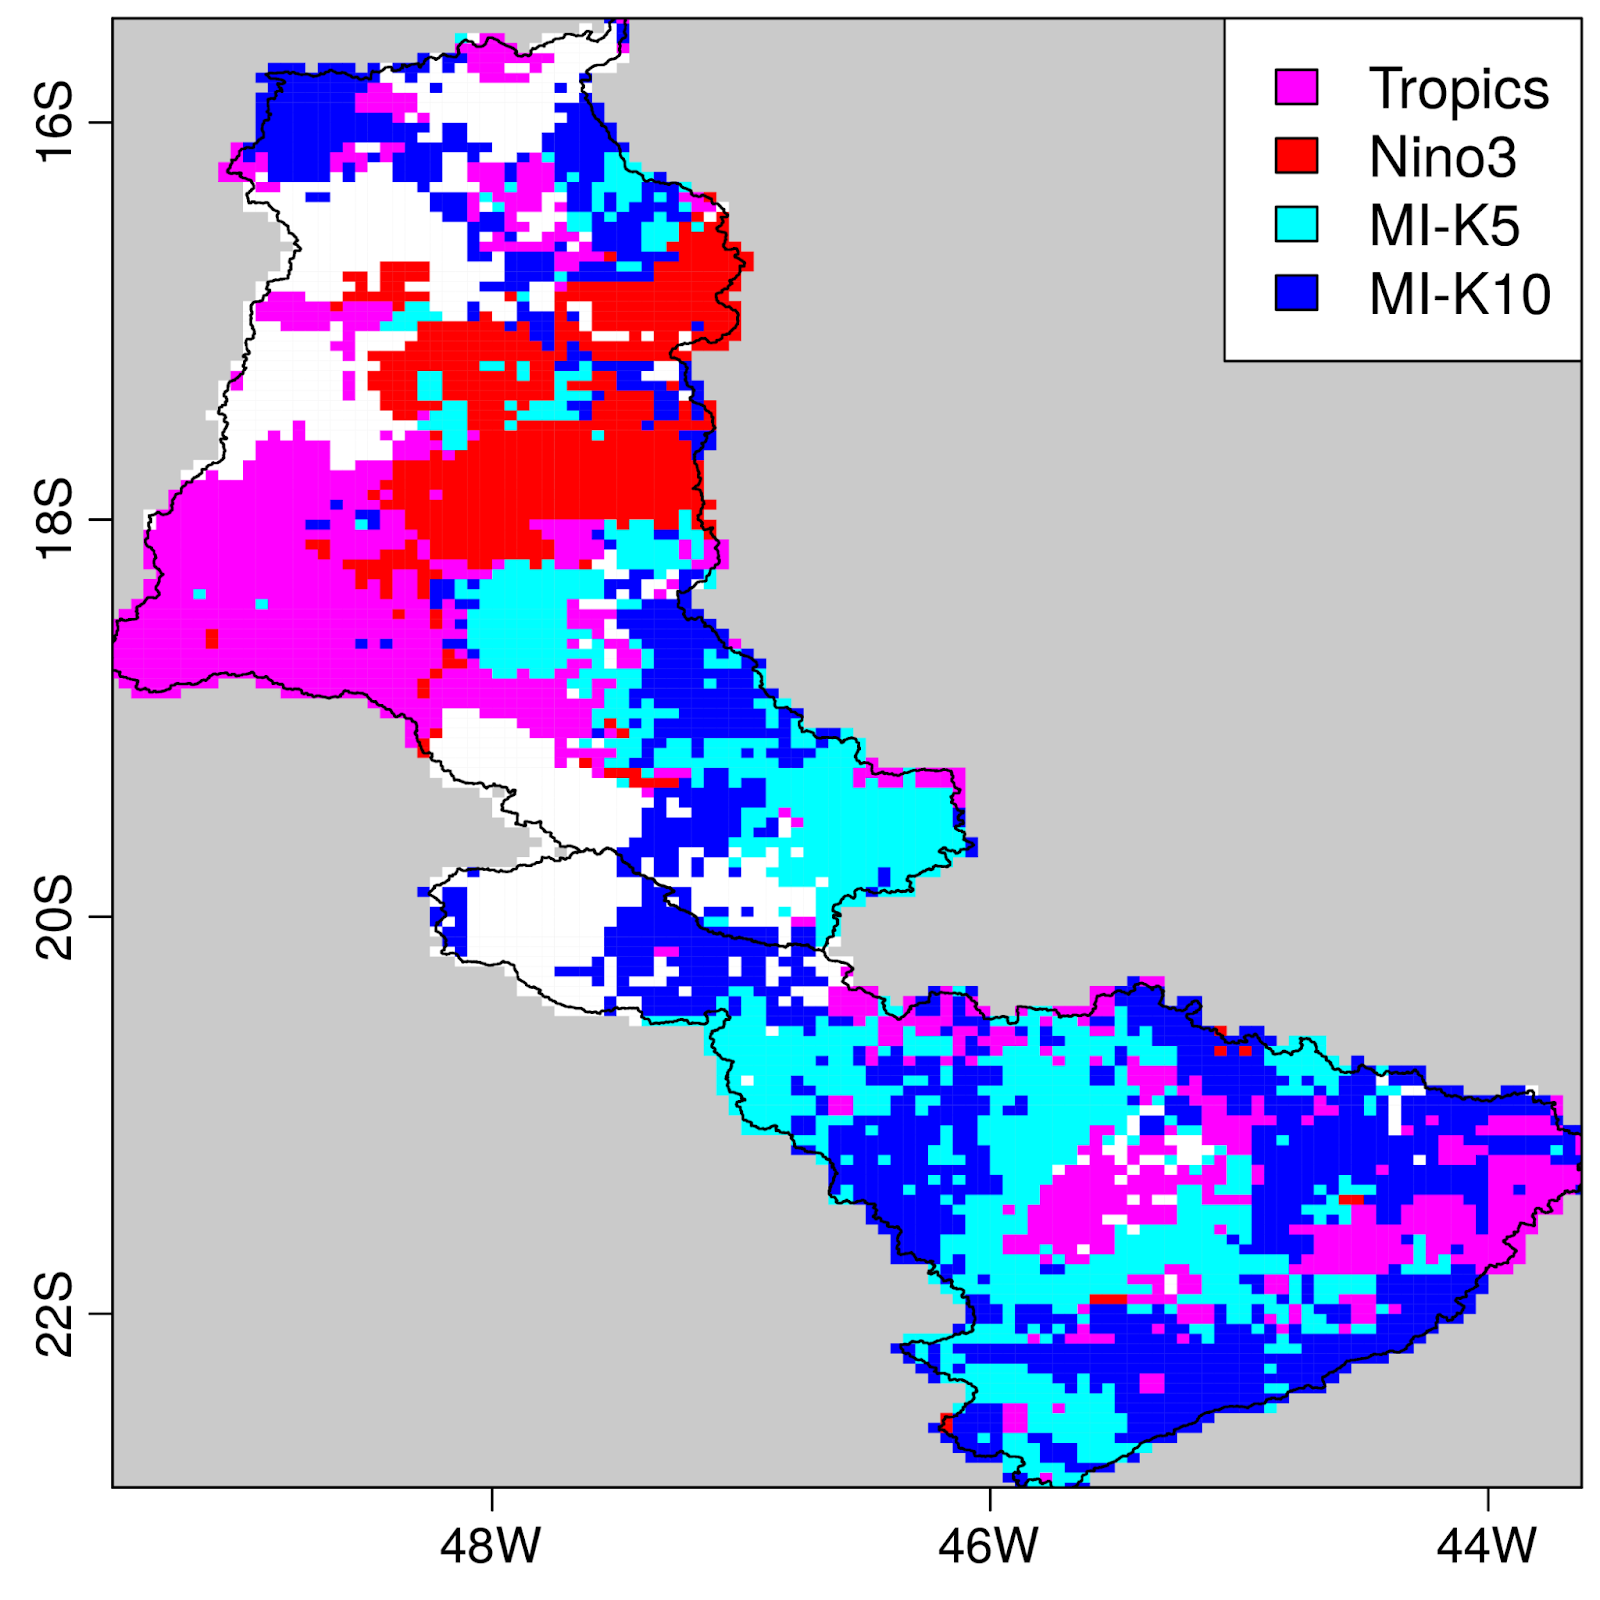 Tropics
Nino3
MI-K5
MI-K10
16S
18S
20S
22S
48W
46W
44W